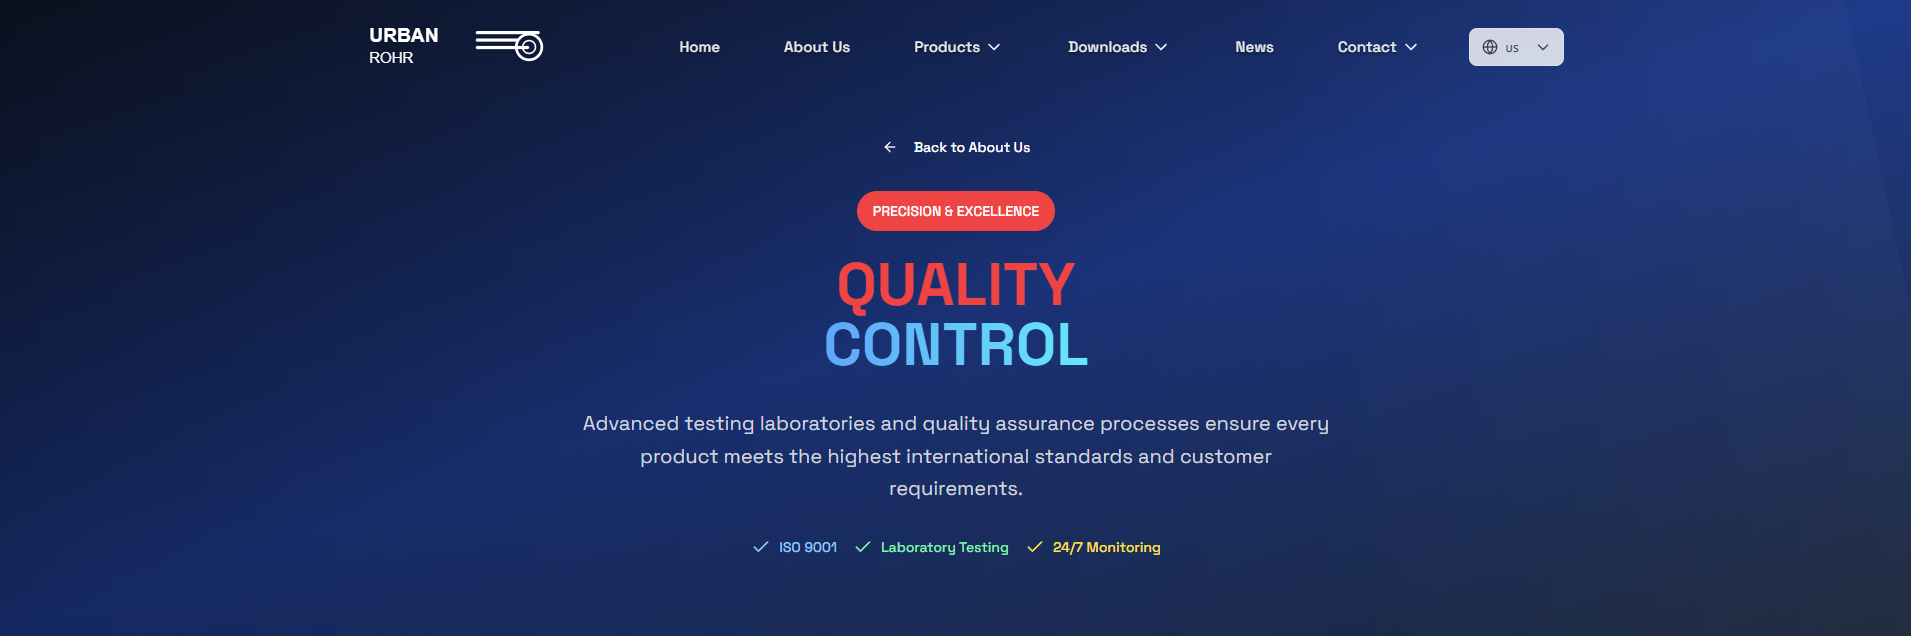 URBAN
ROHR
Home
About Us
Products
Downloads
News
Contact
US
Back to About Us
PRECISION & EXCELLENCE
QUALITY
CONTROL
Advanced testing laboratories and quality assurance processes ensure every
product meets the highest international standards and customer
requirements.
ISO 9001
Laboratory Testing
24/7 Monitoring